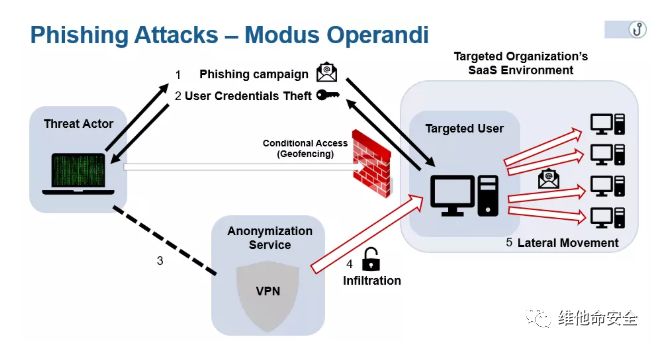 Phishing Attacks – Modus Operandi
Targeted Organization's
SaaS Environment
1 Phishing campaign
2 User Credentials Theft
Threat Actor
Targeted User
Conditional Access
(Geofencing)
Anonymization
Service
3
VPN
4
Infiltration
5 Lateral Movement
维他命安全